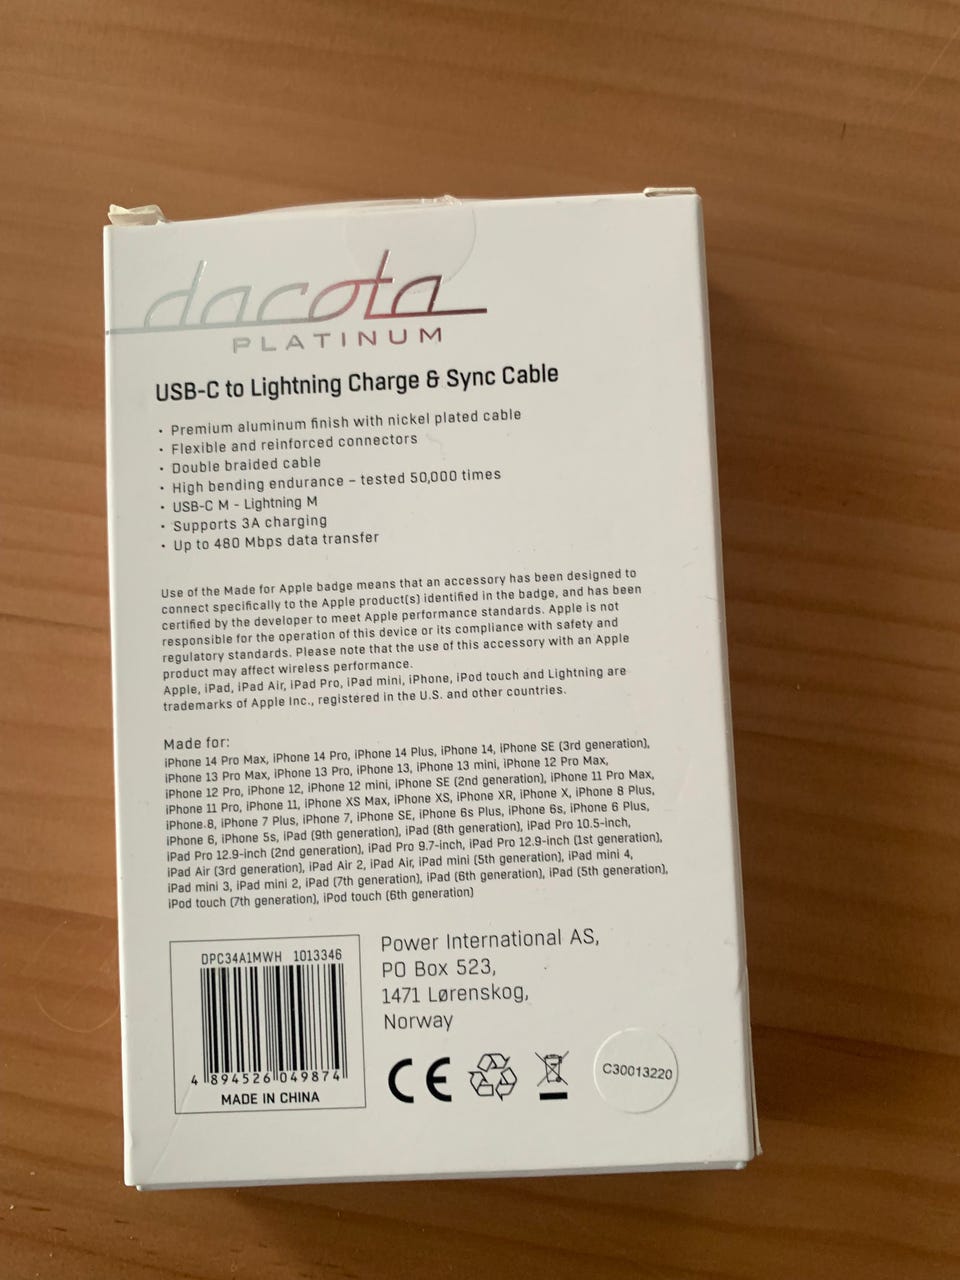 dacota
PLATINUM
USB-C to Lightning Charge & Sync Cable
• Premium aluminum finish with nickel plated cable
• Flexible and reinforced connectors
• Double braided cable
• High bending endurance – tested 50,000 times
• USB-C M - Lightning M
• Supports 3A charging
• Up to 480 Mbps data transfer
Use of the Made for Apple badge means that an accessory has been designed to
connect specifically to the Apple product(s) identified in the badge, and has been
certified by the developer to meet Apple performance standards. Apple is not
responsible for the operation of this device or its compliance with safety and
regulatory standards. Please note that the use of this accessory with an Apple
product may affect wireless performance.
Apple, iPad, iPad Air, iPad Pro, iPad mini, iPhone, iPod touch and Lightning are
trademarks of Apple Inc., registered in the U.S. and other countries.
Made for:
iPhone 14 Pro Max, iPhone 14 Pro, iPhone 14 Plus, iPhone 14, iPhone SE (3rd generation),
iPhone 13 Pro Max, iPhone 13 Pro, iPhone 13, iPhone 13 mini, iPhone 12 Pro Max,
iPhone 12 Pro, iPhone 12, iPhone 12 mini, iPhone SE (2nd generation), iPhone 11 Pro Max,
iPhone 11 Pro, iPhone 11, iPhone XS Max, iPhone XS, iPhone XR, iPhone X, iPhone 8 Plus,
iPhone 8, iPhone 7 Plus, iPhone 7, iPhone SE, iPhone 6s Plus, iPhone 6s, iPhone 6 Plus,
iPhone 6, iPhone 5s, iPad (9th generation), iPad (8th generation), iPad Pro 10.5-inch,
iPad Pro 12.9-inch (2nd generation), iPad Pro 9.7-inch, iPad Pro 12.9-inch (1st generation),
iPad Air (3rd generation), iPad Air 2, iPad Air, iPad mini (5th generation), iPad mini 4,
iPad mini 3, iPad mini 2, iPad (7th generation), iPad (6th generation), iPad (5th generation),
iPod touch (7th generation), iPod touch (6th generation)
DPC34A1MWH 1013346
4 894526 049874
MADE IN CHINA
Power International AS,
PO Box 523,
1471 Lørenskog,
Norway
CE
C30013220